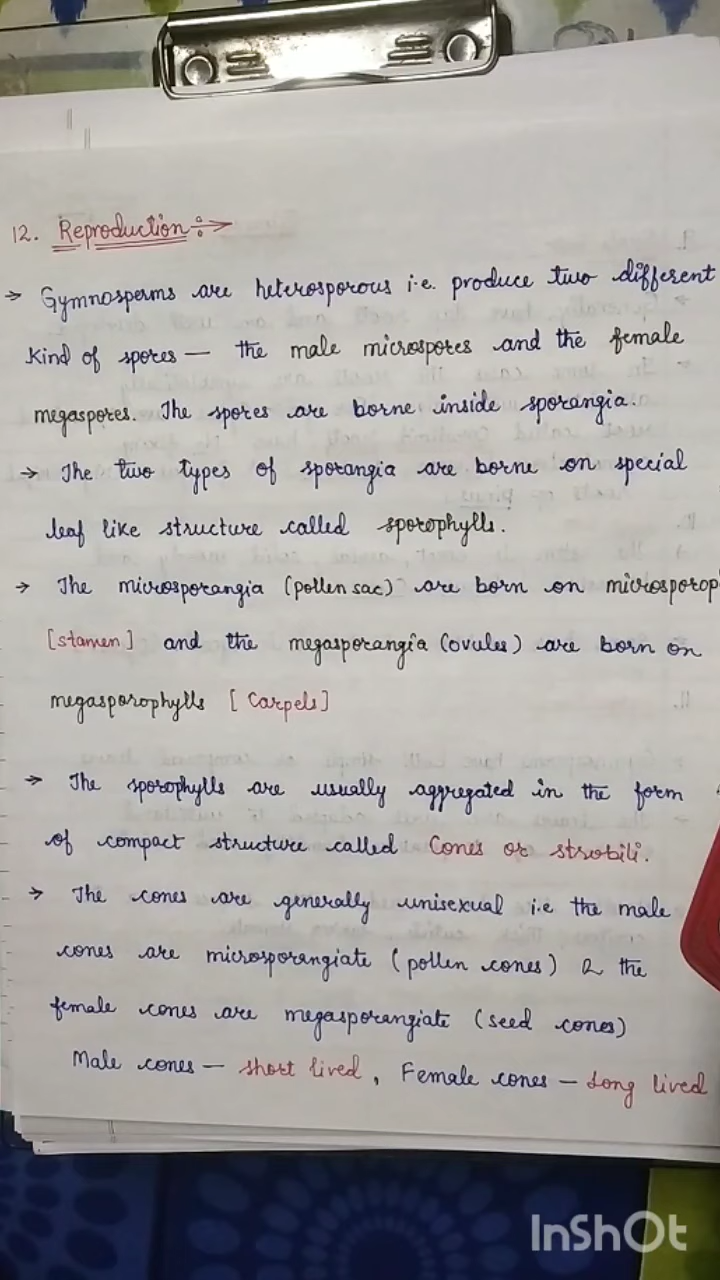 12. Reproduction :→
→ Gymnosperms are heterosporous i.e. produce two different
kind of spores — the male microspores and the female
megaspores. The spores are borne inside sporangia.
→ The two types of sporangia are borne on special
leaf like structure called sporophylls.
→ The microsporangia (pollen sac) are born on microsporop
[stamen] and the megasporangia (ovules) are born on
megasporophylls [Carpels]
→ The sporophylls are usually aggregated in the form
of compact structure called Cones or strobili.
→ The cones are generally unisexual i.e the male
cones are microsporangiate (pollen cones) & the
female cones are megasporangiate (seed cones)
Male cones — short lived, Female cones — long lived
InShOt